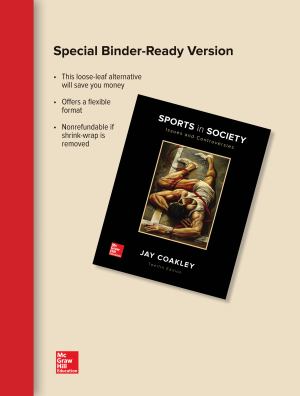 Special Binder-Ready Version
• This loose-leaf alternative
will save you money
• Offers a flexible
format
• Nonrefundable if
shrink-wrap is
removed
SPORTS in SOCIETY
Issues and Controversies
Mc
Graw
Hill
Education
JAY COAKLEY
Twelfth Edition
Mc
Graw
Hill
Education